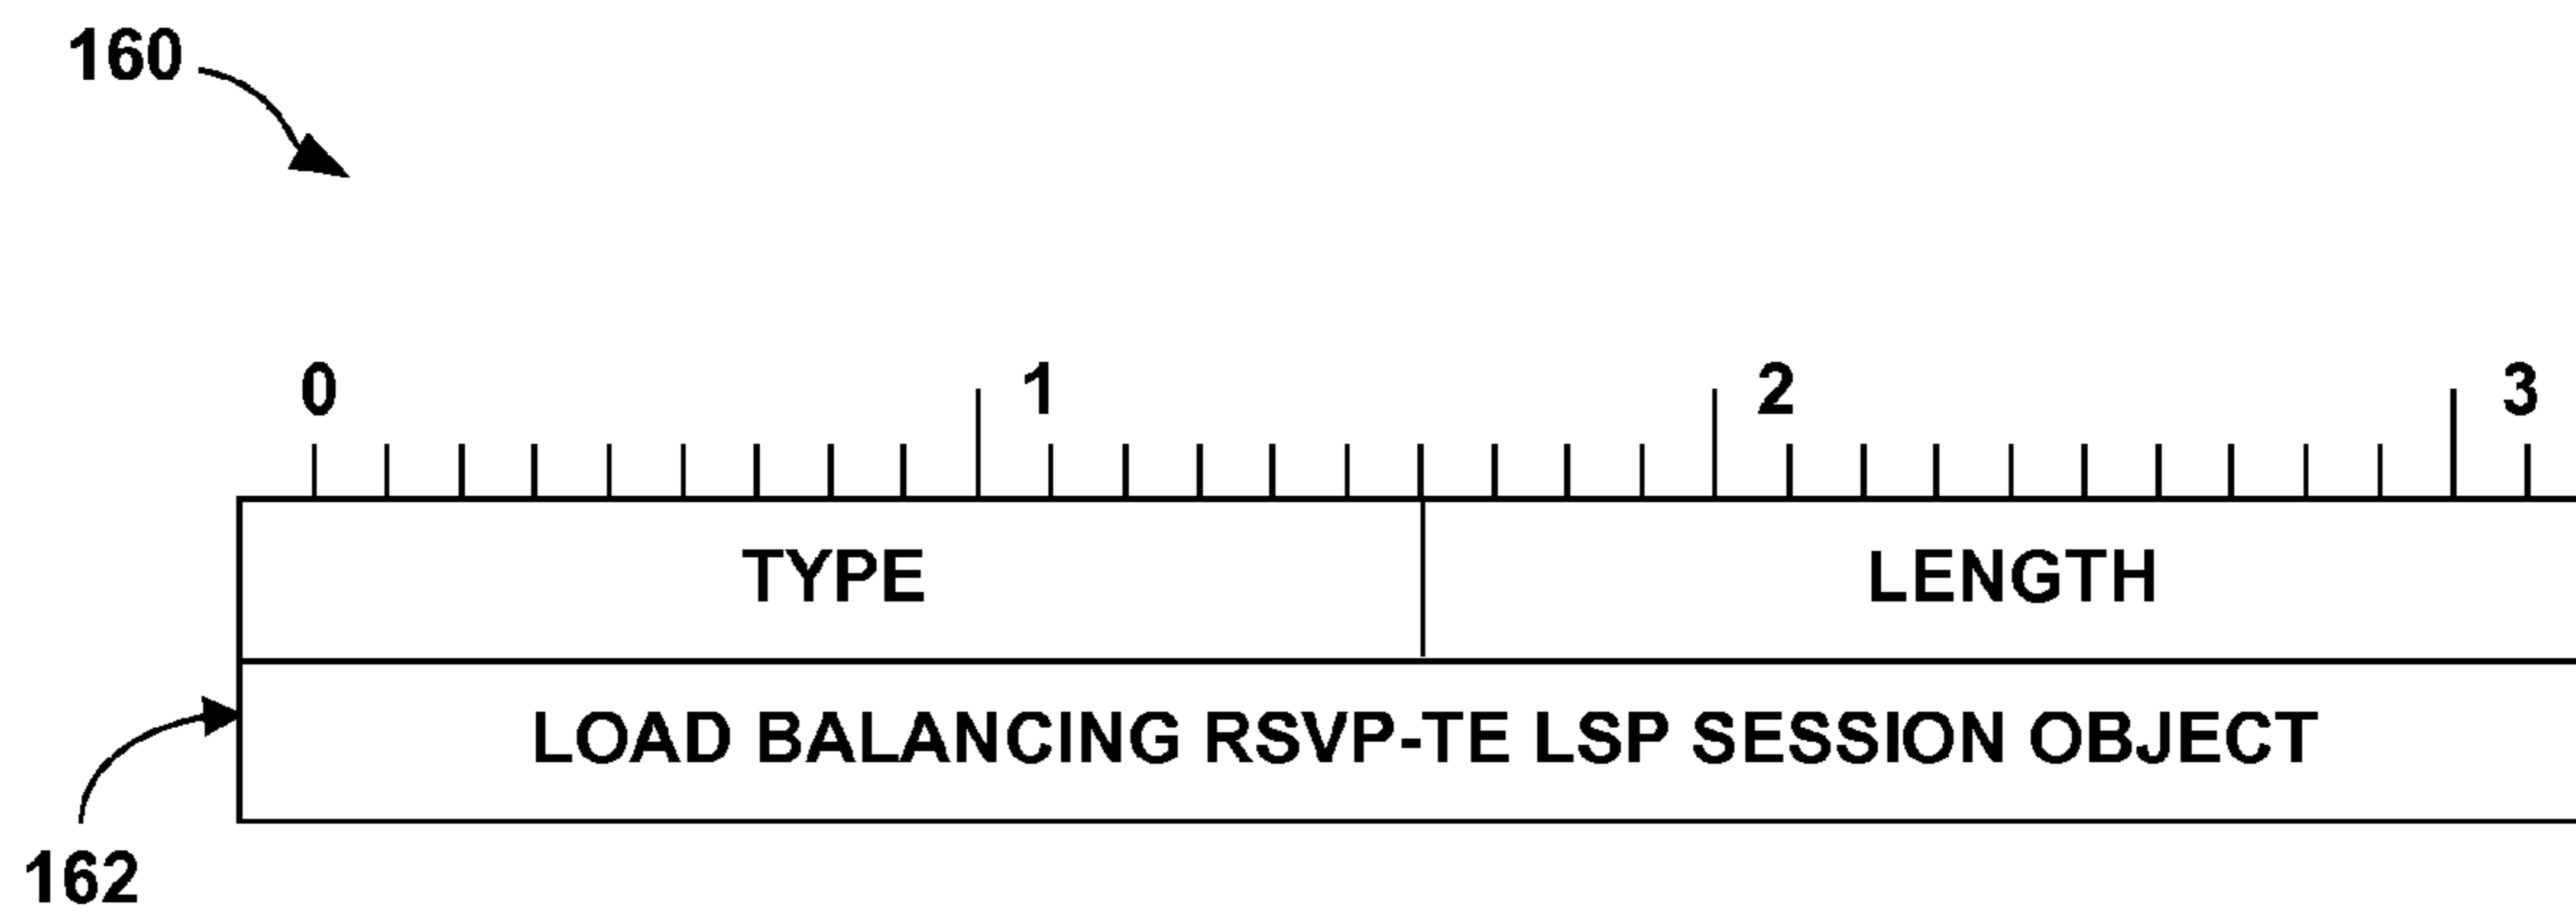 160
0 1 2 3
TYPE LENGTH
LOAD BALANCING RSVP-TE LSP SESSION OBJECT
162